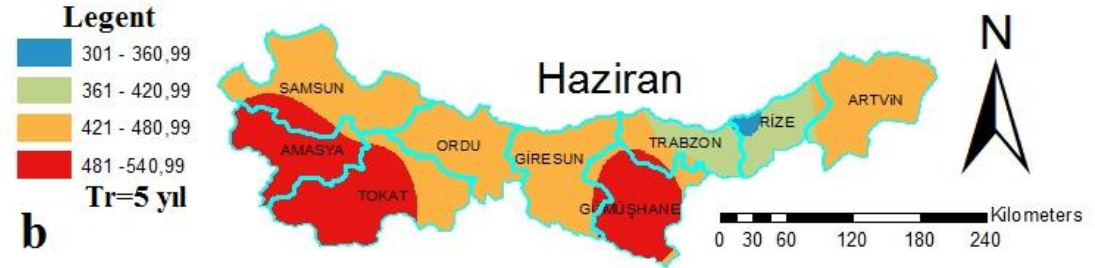 Legent
301 - 360,99
361 - 420,99
421 - 480,99
481 -540,99
Tr=5 yıl
b
Haziran
SAMSUN
AMASYA
TOKAT
ORDU
GİRESUN
GÜMÜŞHANE
TRABZON
RİZE
ARTVİN
N
Kilometers
0 30 60 120 180 240